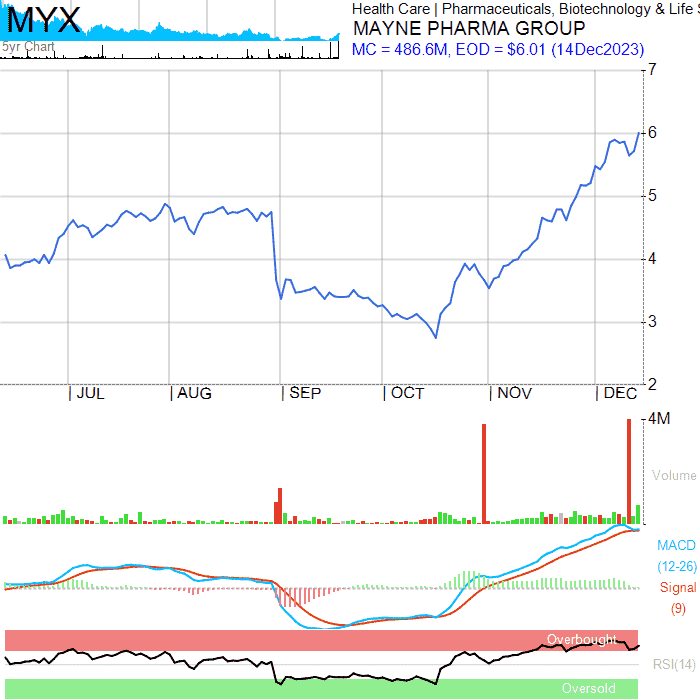 MYX
5yr Chart
Health Care | Pharmaceuticals, Biotechnology & Life S
MAYNE PHARMA GROUP
MC = 486.6M, EOD = $6.01 (14Dec2023)
7
6
5
4
3
2
| JUL | AUG | SEP | OCT | NOV | DEC
4M
Volume
MACD
(12-26)
Signal
(9)
Overbought
RSI(14)
Oversold